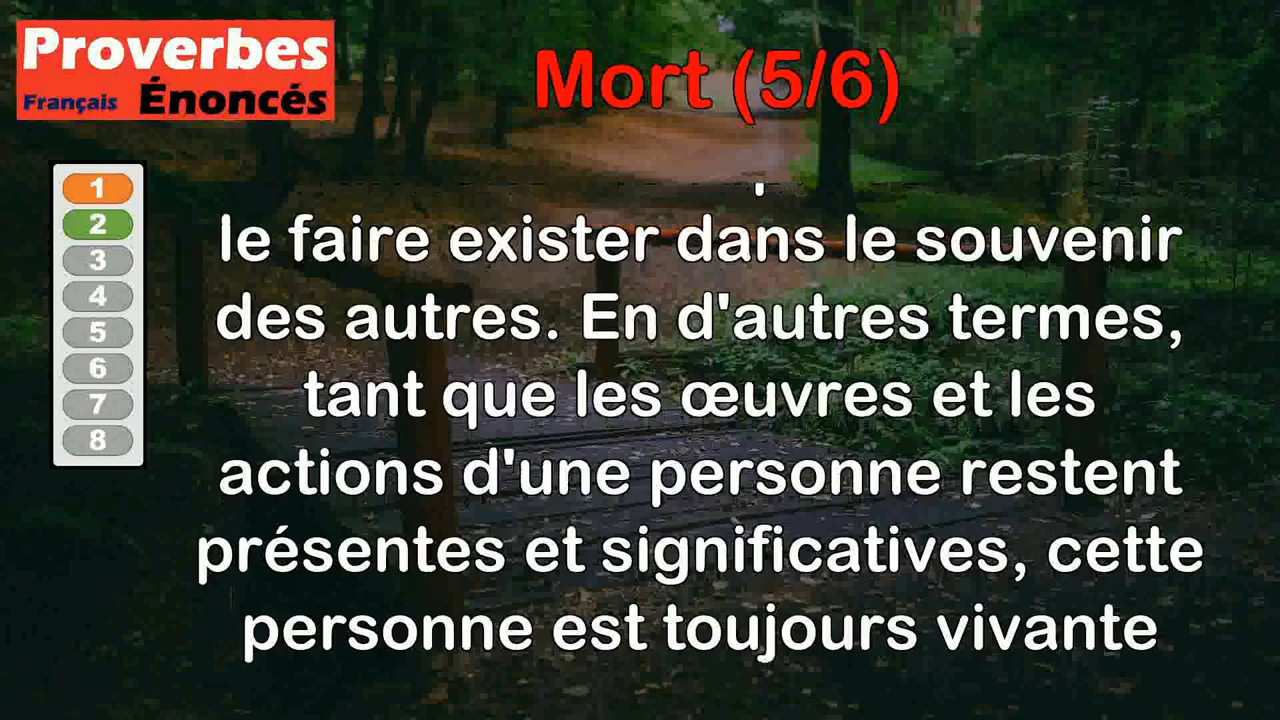 Proverbes
Français Énoncés
Mort (5/6)
1
2
3
4
5
6
7
8
le faire exister dans le souvenir
des autres. En d'autres termes,
tant que les œuvres et les
actions d'une personne restent
présentes et significatives, cette
personne est toujours vivante